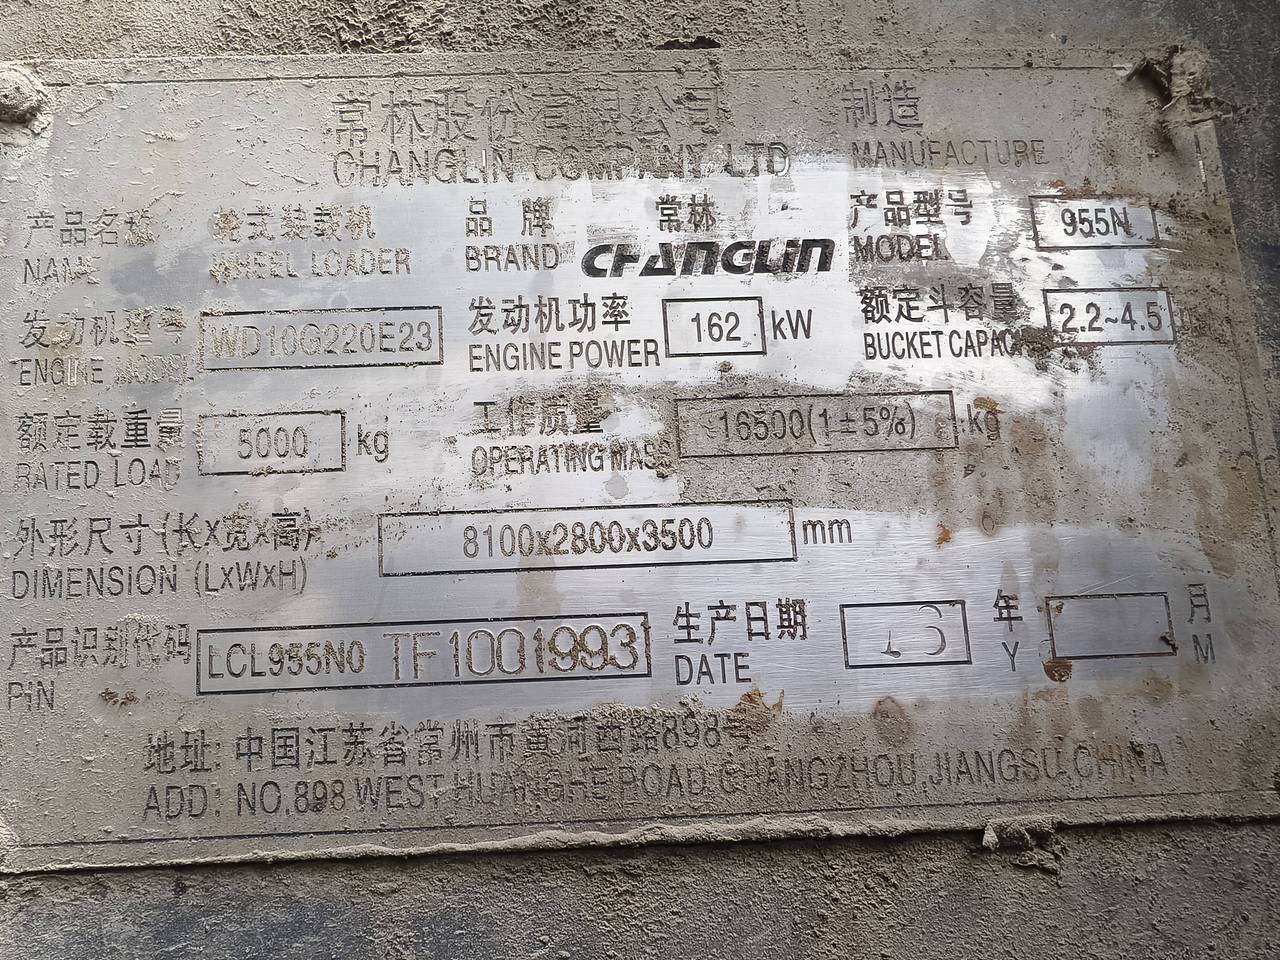 常林股份有限公司 制造
CHANGLIN COMPANY LTD MANUFACTURE
产品名称 轮式装载机 品牌 常林 产品型号 955N
NAME WHEEL LOADER BRAND CHANGLIN MODEL
发动机型号 WD10G220E23 发动机功率 162 kW 额定斗容量 2.2~4.5
ENGINE MODEL ENGINE POWER BUCKET CAPACITY
额定载重量 5000 kg 工作质量 16500(1±5%) kg
RATED LOAD OPERATING MASS
外形尺寸(长x宽x高) 8100x2800x3500 mm
DIMENSION (LxWxH)
产品识别代码 LCL955N0 TF1001993 生产日期 年 月
PIN DATE Y M
地址: 中国江苏省常州市黄河西路898号
ADD: NO.898 WEST HUANGHE ROAD CHANGZHOU, JIANGSU, CHINA